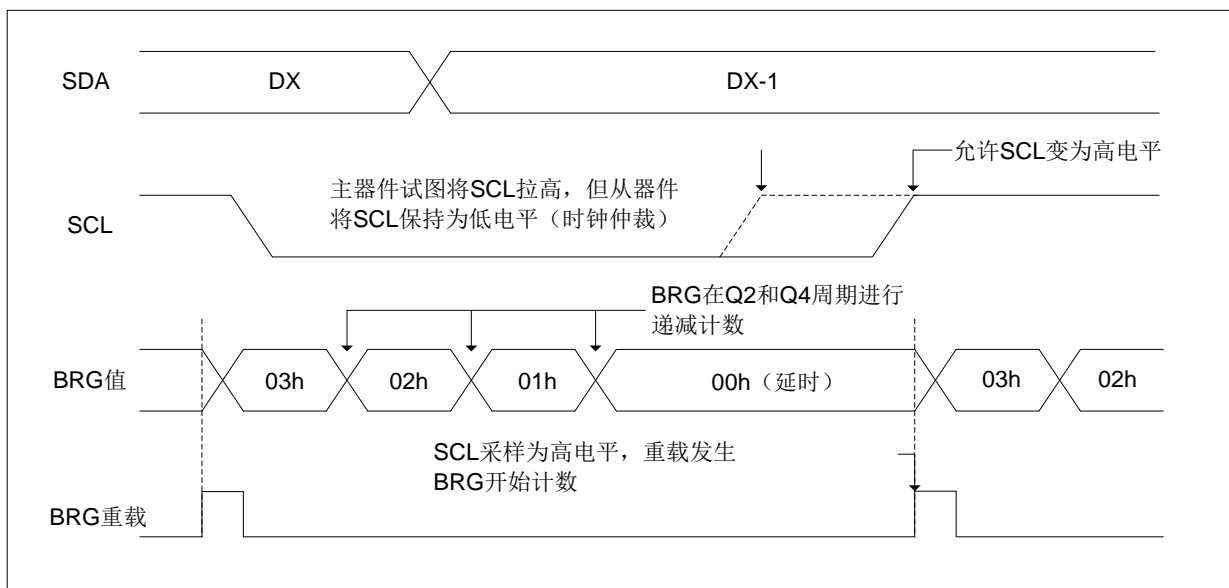 SDA
DX
DX-1
允许SCL变为高电平
主器件试图将SCL拉高，但从器件
将SCL保持为低电平（时钟仲裁）
SCL
BRG在Q2和Q4周期进行
递减计数
BRG值
03h
02h
01h
00h（延时）
03h
02h
SCL采样为高电平，重载发生
BRG开始计数
BRG重载